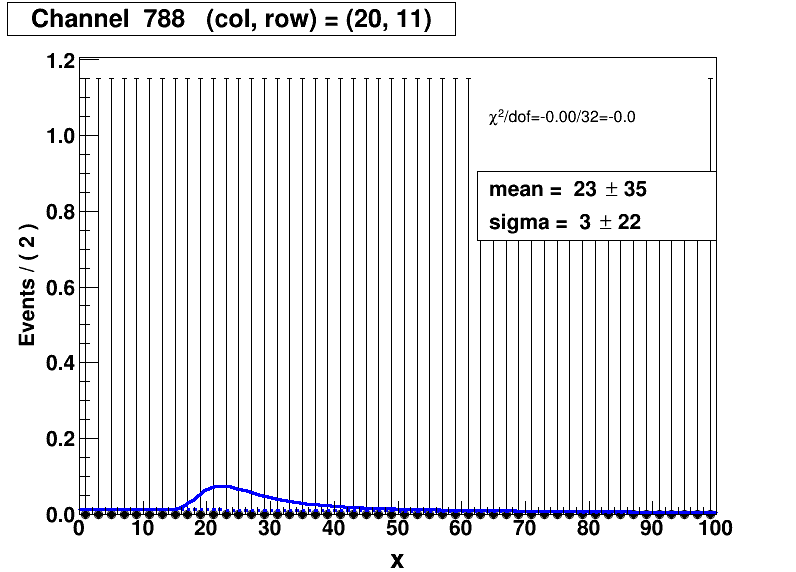 Channel  788   (col, row) = (20, 11)
1.2
1.0
0.8
0.6
0.4
0.2
0.0
Events / ( 2 )
χ²/dof=-0.00/32=-0.0
mean =  23 ± 35
sigma =  3 ± 22
0 10 20 30 40 50 60 70 80 90 100
x